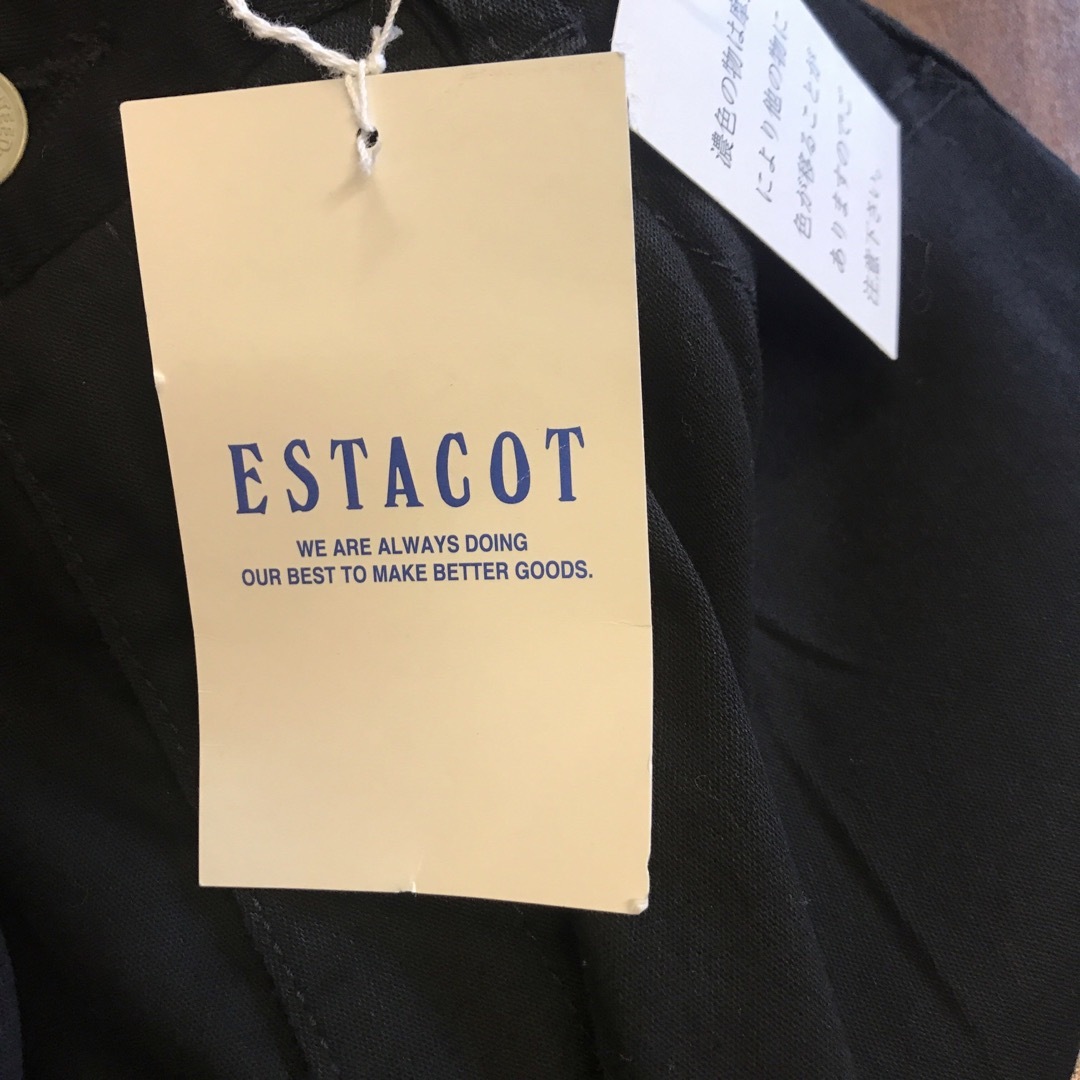 ESTACOT
WE ARE ALWAYS DOING
OUR BEST TO MAKE BETTER GOODS.
濃色の物は摩
により他の物に
色が移ること
がありますので
注意下さい。